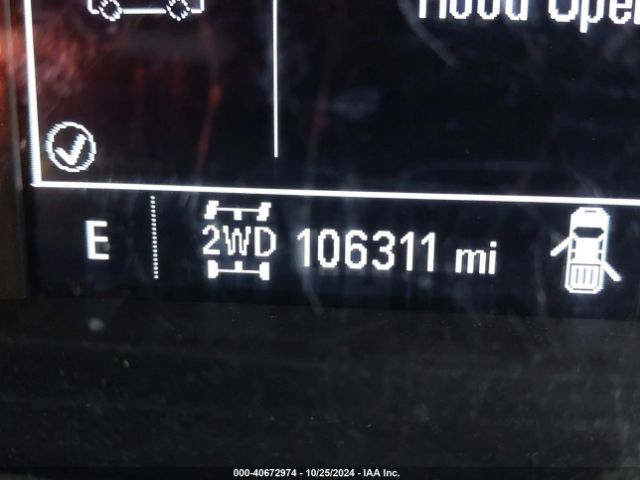 Hood Open
E
2WD
106311 mi
000-40672974 - 10/25/2024 - IAA Inc.